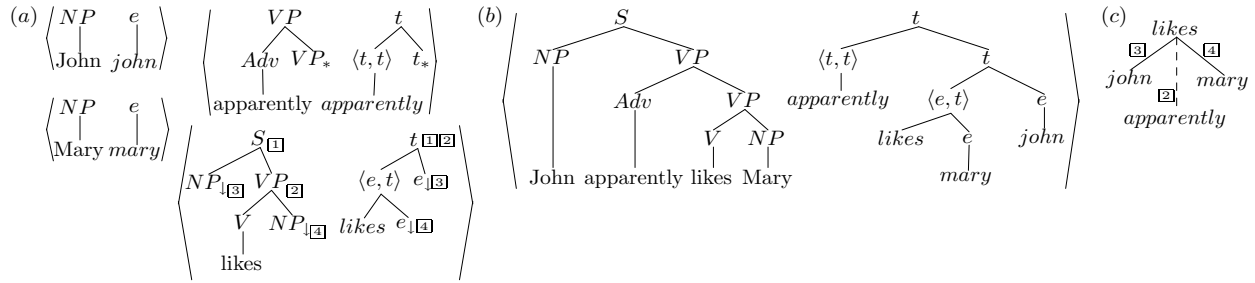 (a)
NP e
John john
VP t
Adv VP* ⟨t, t⟩ t*
apparently apparently
NP e
Mary mary
S 1 t 1 2
NP↓ 3 VP 2 ⟨e, t⟩ e↓ 3
V NP↓ 4 likes e↓ 4
likes
(b)
S t
NP VP ⟨t, t⟩ t
Adv VP apparently ⟨e, t⟩ e
V NP likes e john
John apparently likes Mary mary
(c)
likes
3 4
john mary
2
apparently